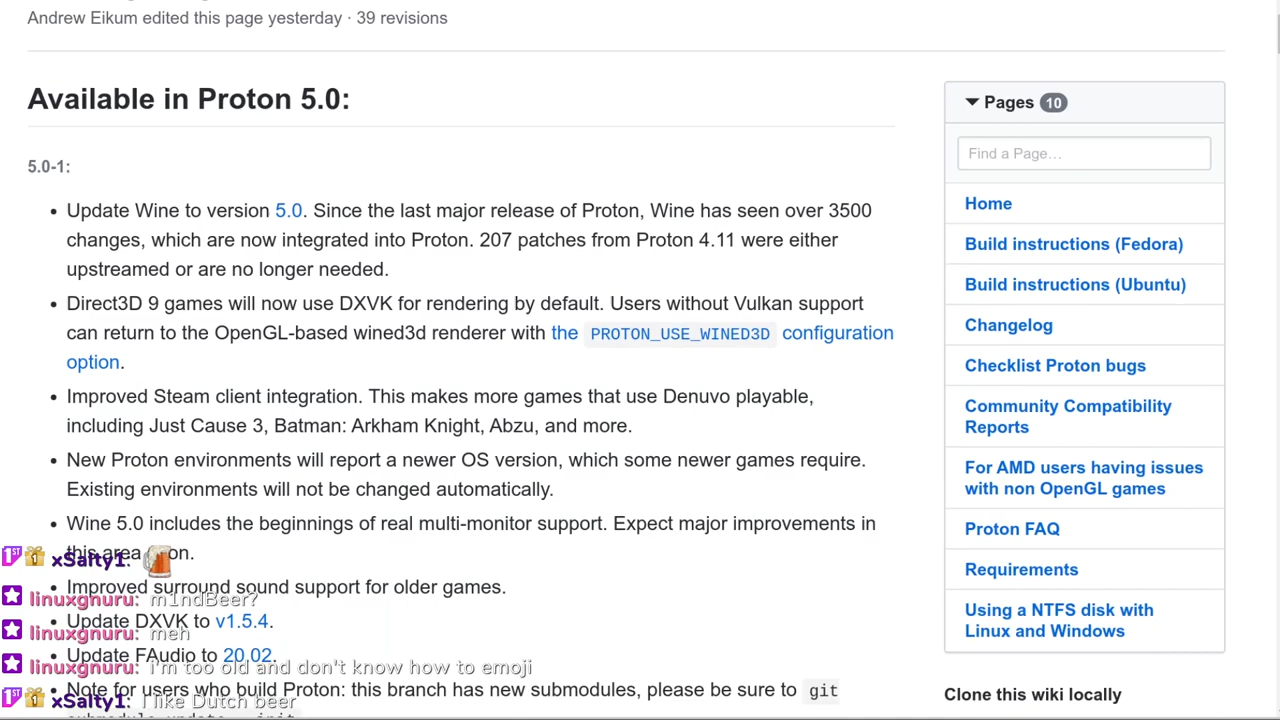 Andrew Eikum edited this page yesterday · 39 revisions
Available in Proton 5.0:
5.0-1:
Update Wine to version 5.0. Since the last major release of Proton, Wine has seen over 3500
changes, which are now integrated into Proton. 207 patches from Proton 4.11 were either
upstreamed or are no longer needed.
Direct3D 9 games will now use DXVK for rendering by default. Users without Vulkan support
can return to the OpenGL-based wined3d renderer with the PROTON_USE_WINED3D configuration
option.
Improved Steam client integration. This makes more games that use Denuvo playable,
including Just Cause 3, Batman: Arkham Knight, Abzu, and more.
New Proton environments will report a newer OS version, which some newer games require.
Existing environments will not be changed automatically.
Wine 5.0 includes the beginnings of real multi-monitor support. Expect major improvements in
this area
Improved surround sound support for older games.
Update DXVK to v1.5.4.
Update FAudio to 20.02.
Note for users who build Proton: this branch has new submodules, please be sure to git
submodule update --init
Pages 10
Find a Page…
Home
Build instructions (Fedora)
Build instructions (Ubuntu)
Changelog
Checklist Proton bugs
Community Compatibility
Reports
For AMD users having issues
with non OpenGL games
Proton FAQ
Requirements
Using a NTFS disk with
Linux and Windows
Clone this wiki locally
1ST 1 xSalty1:
linuxgnuru: m1ndBeer?
linuxgnuru: meh
linuxgnuru: i'm too old and don't know how to emoji
1ST 1 xSalty1: I like Dutch beer